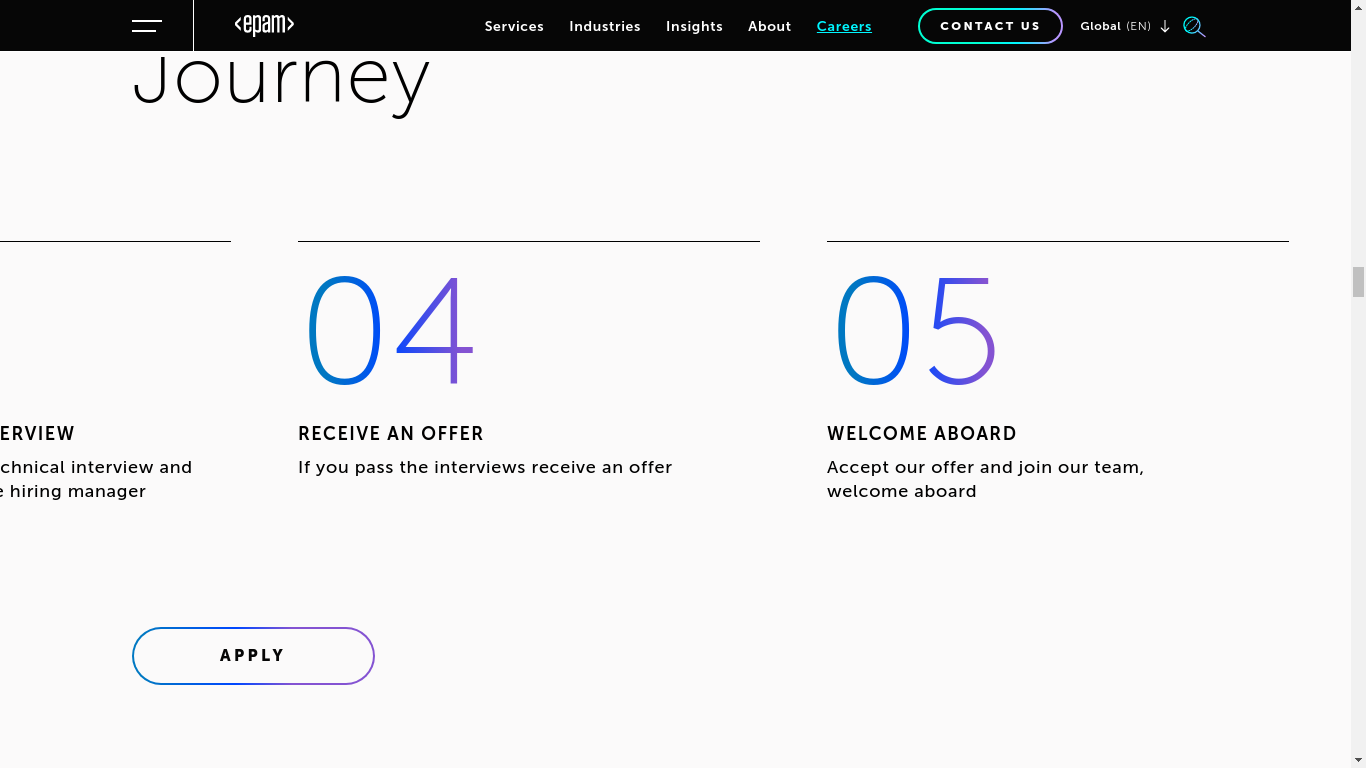 <epam>
Services
Industries
Insights
About
Careers
CONTACT US
Global (EN)
Journey
04
05
ERVIEW
chnical interview and
e hiring manager
RECEIVE AN OFFER
If you pass the interviews receive an offer
WELCOME ABOARD
Accept our offer and join our team,
welcome aboard
APPLY